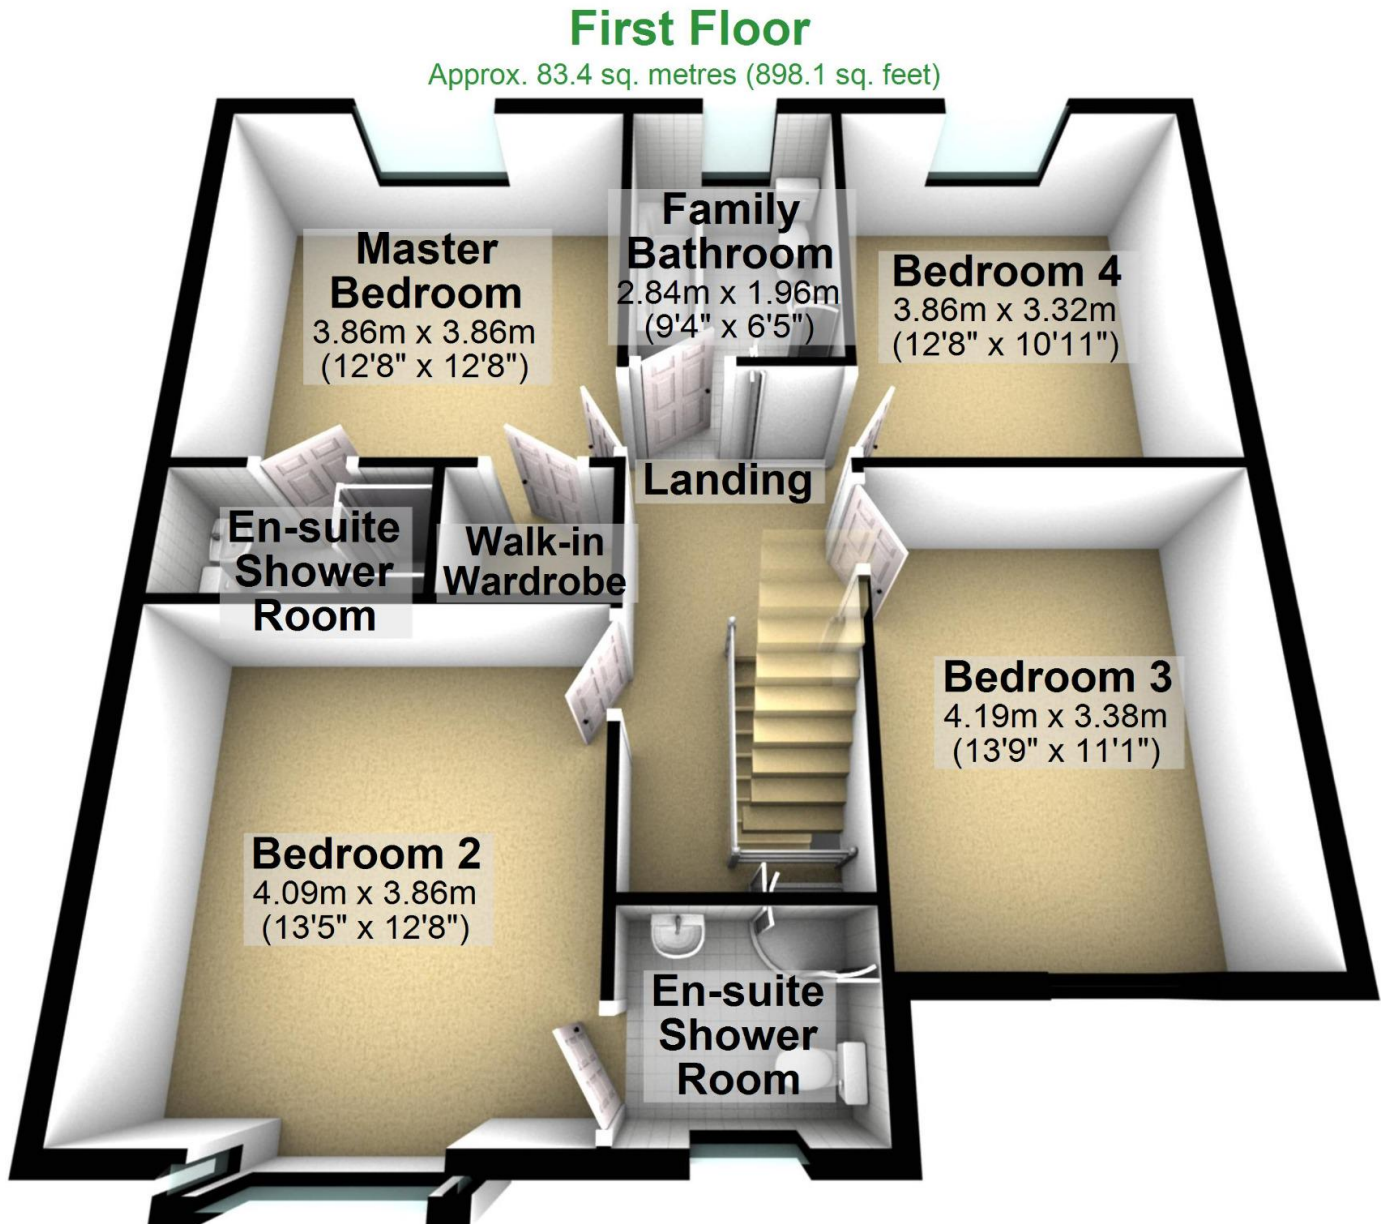 First Floor
Approx. 83.4 sq. metres (898.1 sq. feet)
Master
Bedroom
3.86m x 3.86m
(12'8" x 12'8")
Family
Bathroom
2.84m x 1.96m
(9'4" x 6'5")
Bedroom 4
3.86m x 3.32m
(12'8" x 10'11")
Landing
En-suite
Shower
Room
Walk-in
Wardrobe
Bedroom 3
4.19m x 3.38m
(13'9" x 11'1")
Bedroom 2
4.09m x 3.86m
(13'5" x 12'8")
En-suite
Shower
Room